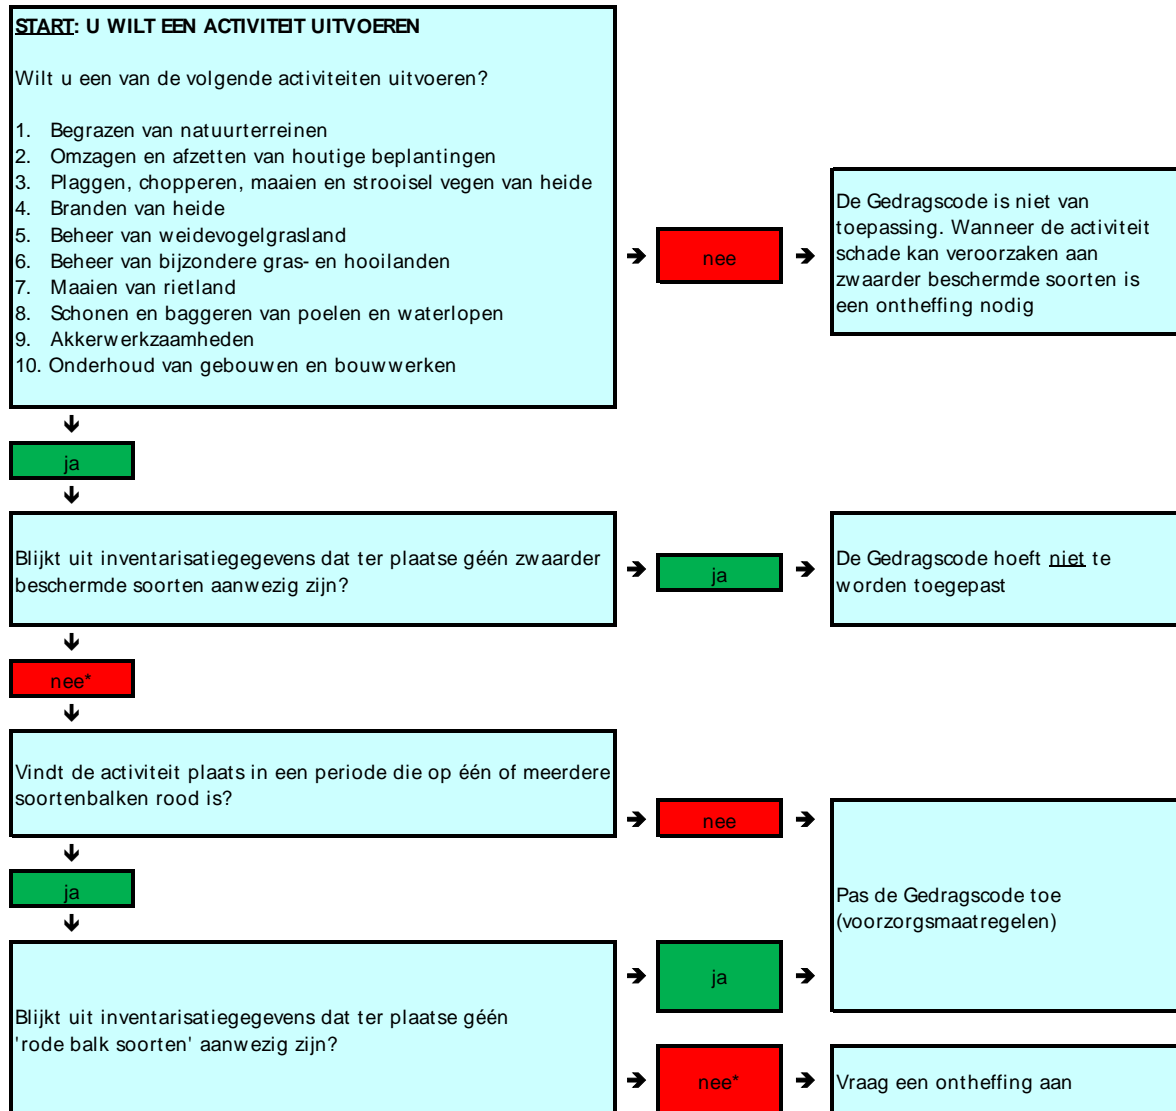 START: U WILT EEN ACTIVITEIT UITVOEREN
Wilt u een van de volgende activiteiten uitvoeren?
1. Begrazen van natuurterreinen
2. Omzagen en afzetten van houtige beplantingen
3. Plaggen, chopperen, maaien en strooisel vegen van heide
4. Branden van heide
5. Beheer van weidevogelgrasland
6. Beheer van bijzondere gras- en hooilanden
7. Maaien van rietland
8. Schonen en baggeren van poelen en waterlopen
9. Akkerwerkzaamheden
10. Onderhoud van gebouwen en bouwwerken
nee
De Gedragscode is niet van
toepassing. Wanneer de activiteit
schade kan veroorzaken aan
zwaarder beschermde soorten is
een ontheffing nodig
ja
Blijkt uit inventarisatiegegevens dat ter plaatse géén zwaarder
beschermde soorten aanwezig zijn?
ja
De Gedragscode hoeft niet te
worden toegepast
nee*
Vindt de activiteit plaats in een periode die op één of meerdere
soortenbalken rood is?
nee
Pas de Gedragscode toe
(voorzorgsmaatregelen)
ja
Blijkt uit inventarisatiegegevens dat ter plaatse géén
'rode balk soorten' aanwezig zijn?
ja
nee*
Vraag een ontheffing aan